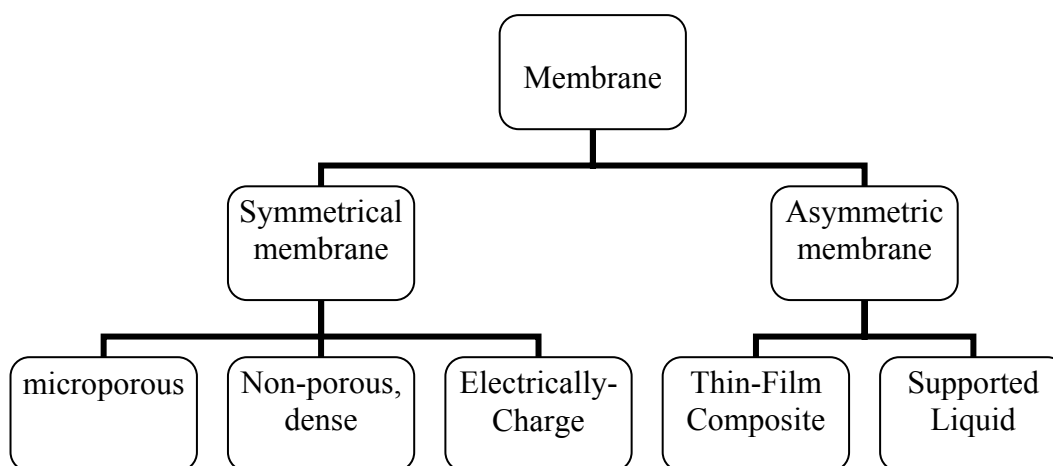 Membrane
Symmetrical
membrane
Asymmetric
membrane
microporous
Non-porous,
dense
Electrically-
Charge
Thin-Film
Composite
Supported
Liquid